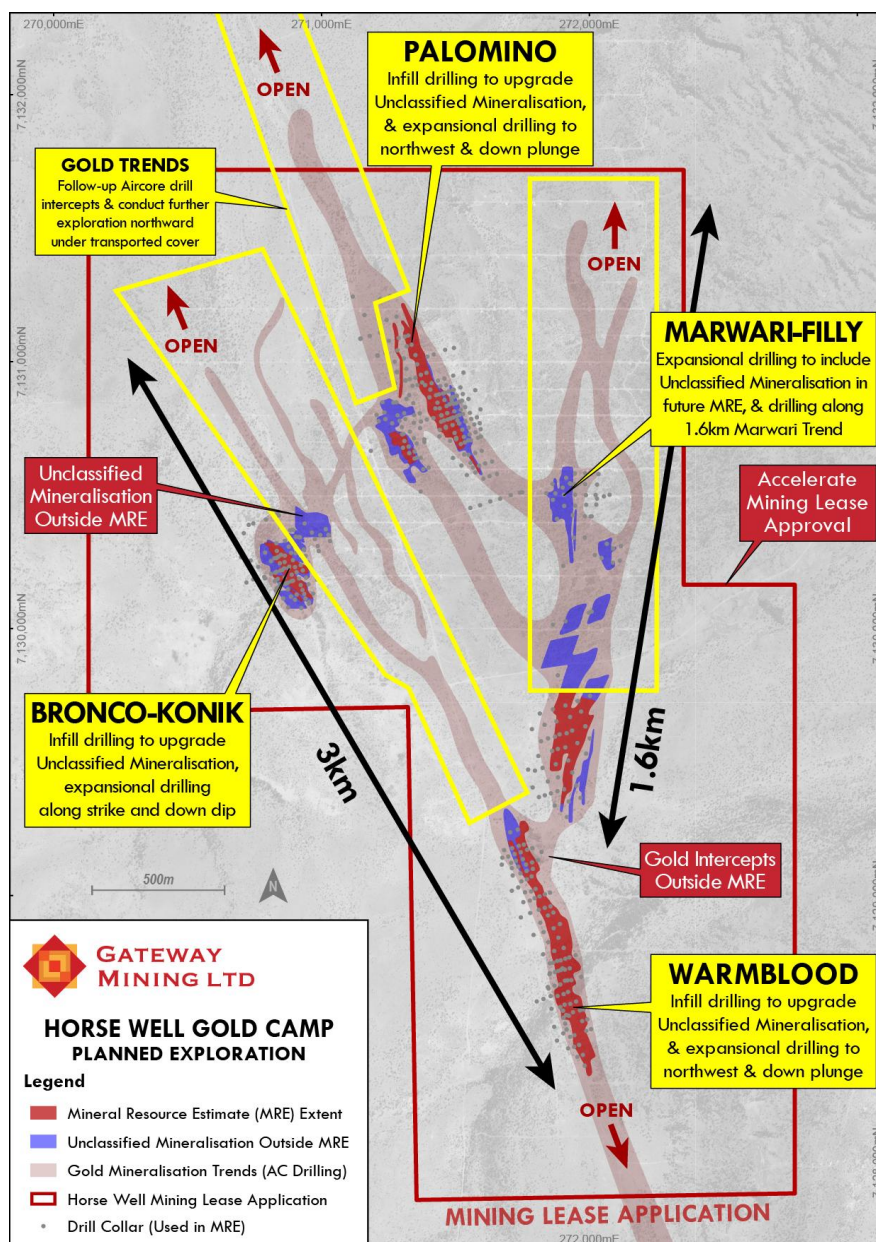 270,000mE
271,000mE
272,000mE
7,132,000mN
7,132,000mN
OPEN
PALOMINO
Infill drilling to upgrade
Unclassified Mineralisation,
& expansional drilling to
northwest & down plunge
GOLD TRENDS
Follow-up Aircore drill
intercepts & conduct further
exploration northward
under transported cover
OPEN
OPEN
7,131,000mN
MARWARI-FILLY
Expansional drilling to include
Unclassified Mineralisation in
future MRE, & drilling along
1.6km Marwari Trend
Unclassified
Mineralisation
Outside MRE
Accelerate
Mining Lease
Approval
7,130,000mN
BRONCO-KONIK
Infill drilling to upgrade
Unclassified Mineralisation,
expansional drilling
along strike and down dip
3km
1.6km
Gold Intercepts
Outside MRE
500m
N
WARMBLOOD
Infill drilling to upgrade
Unclassified Mineralisation,
& expansional drilling to
northwest & down plunge
OPEN
GATEWAY
MINING LTD
HORSE WELL GOLD CAMP
PLANNED EXPLORATION
Legend
Mineral Resource Estimate (MRE) Extent
Unclassified Mineralisation Outside MRE
Gold Mineralisation Trends (AC Drilling)
Horse Well Mining Lease Application
Drill Collar (Used in MRE)
MINING LEASE APPLICATION
272,000mE